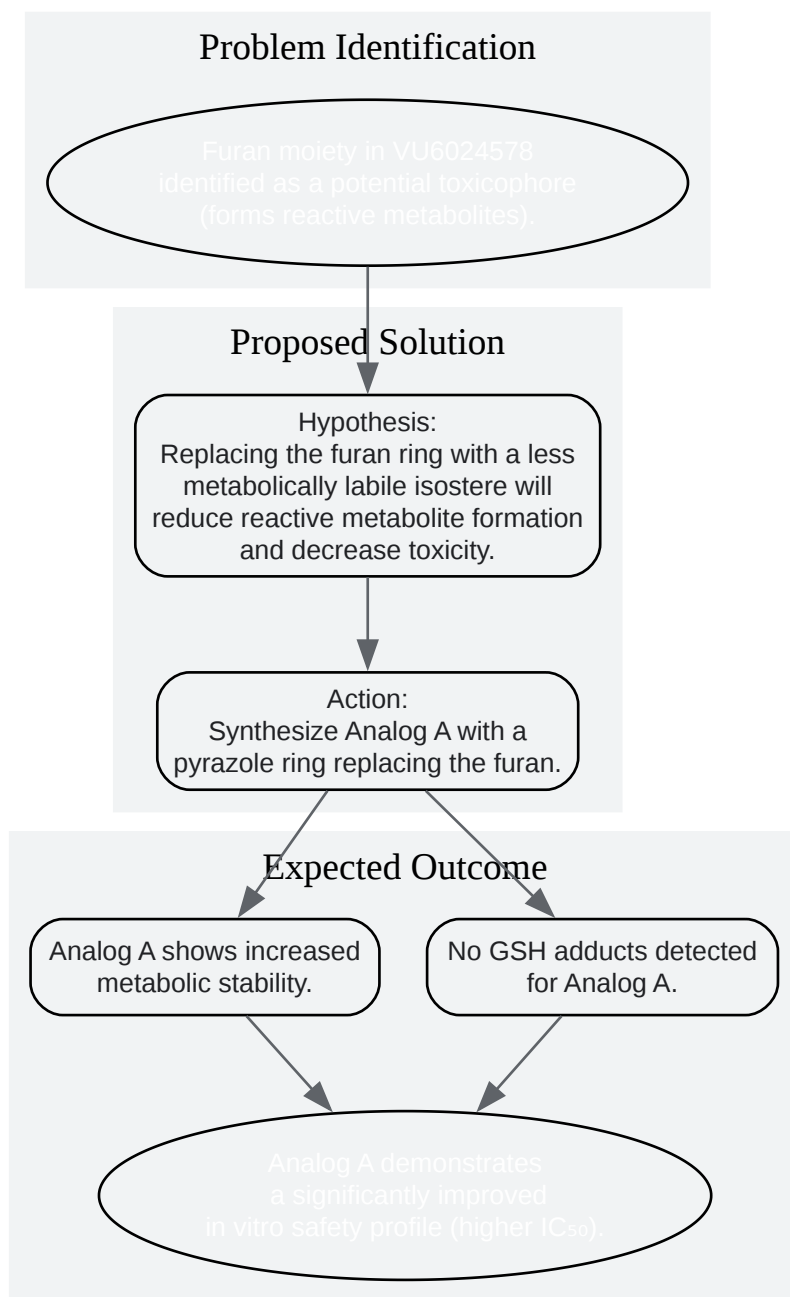 Problem Identification
Furan moiety in VU6024578
identified as a potential toxicophore
(forms reactive metabolites).
Proposed Solution
Hypothesis:
Replacing the furan ring with a less
metabolically labile isostere will
reduce reactive metabolite formation
and decrease toxicity.
Action:
Synthesize Analog A with a
pyrazole ring replacing the furan.
Expected Outcome
Analog A shows increased
metabolic stability.
No GSH adducts detected
for Analog A.
Analog A demonstrates
a significantly improved
in vitro safety profile (higher IC₅₀).